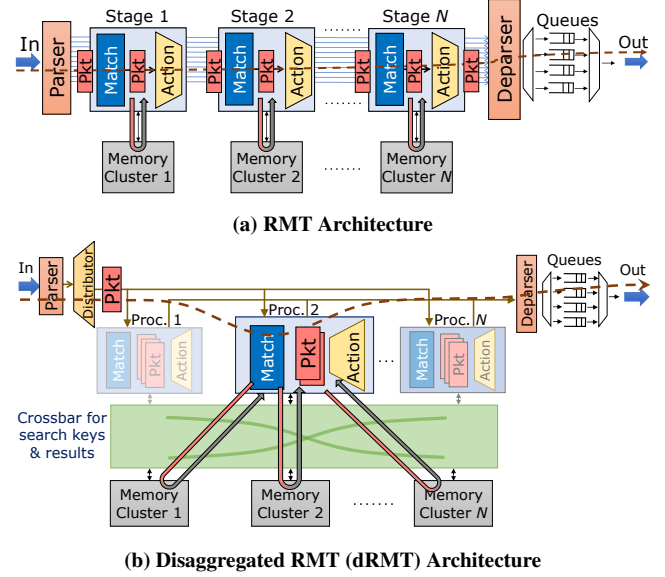 Stage 1 Stage 2 ....... Stage N
In Parser Pkt Match Pkt Action Pkt Match Pkt Action Pkt Match Pkt Action Pkt Deparser Queues Out
Memory Cluster 1
Memory Cluster 2
Memory Cluster N
(a) RMT Architecture
In Parser Distributor Pkt Deparser Queues Out
Proc. 1 Proc. 2 Proc. N
Match Pkt Action Match Pkt Action ... Match Pkt Action
Crossbar for
search keys
& results
Memory Cluster 1
Memory Cluster 2
.......
Memory Cluster N
(b) Disaggregated RMT (dRMT) Architecture